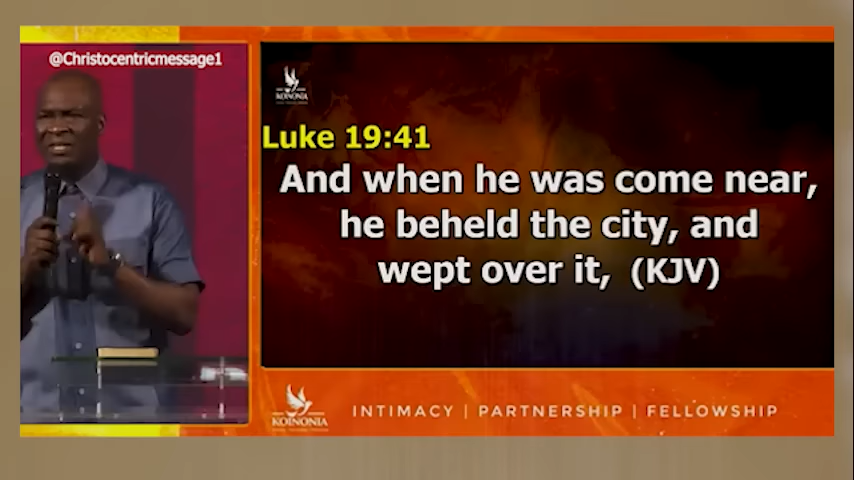 @Christocentricmessage1
KOINONIA
Luke 19:41
And when he was come near,
he beheld the city, and
wept over it, (KJV)
KOINONIA
INTIMACY | PARTNERSHIP | FELLOWSHIP